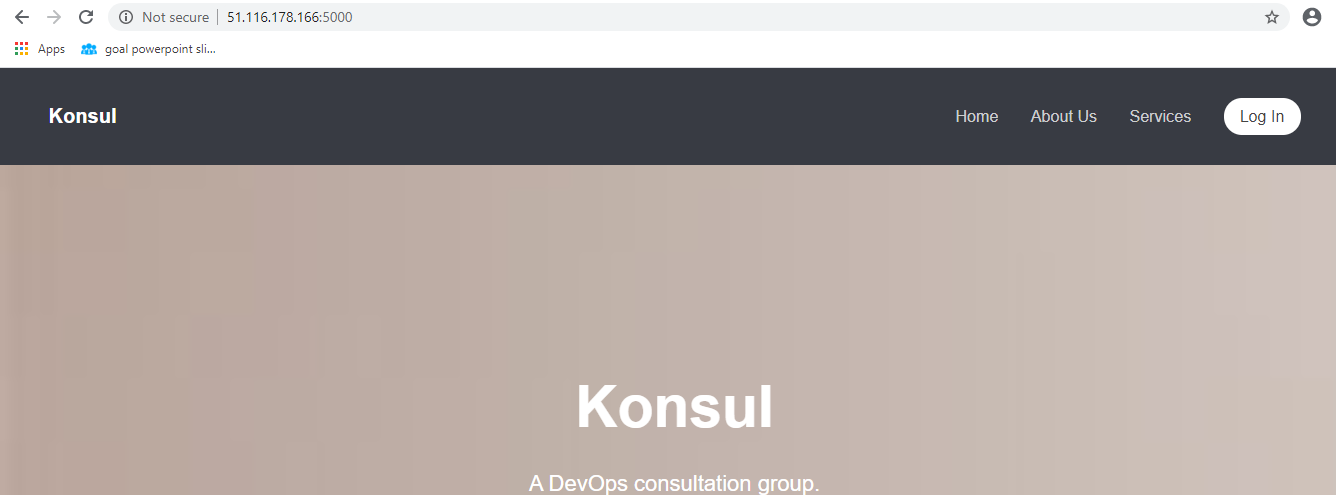 Not secure 51.116.178.166:5000
Apps goal powerpoint sli...
Konsul Home About Us Services Log In
Konsul
A DevOps consultation group.